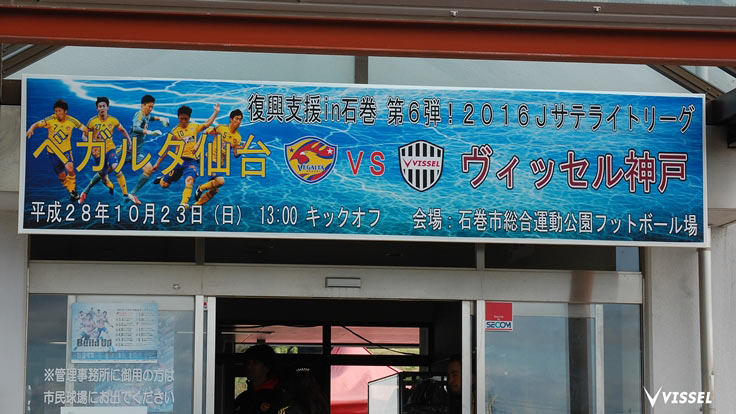 復興支援in石巻 第6弾！2016Jサテライトリーグ
ベガルタ仙台 VEGALTA VS VISSEL ヴィッセル神戸
平成28年10月23日（日） 13:00 キックオフ 会場：石巻市総合運動公園フットボール場
Build Up
SECOM
※管理事務所に御用の方は
市民球場にお出でください
VISSEL